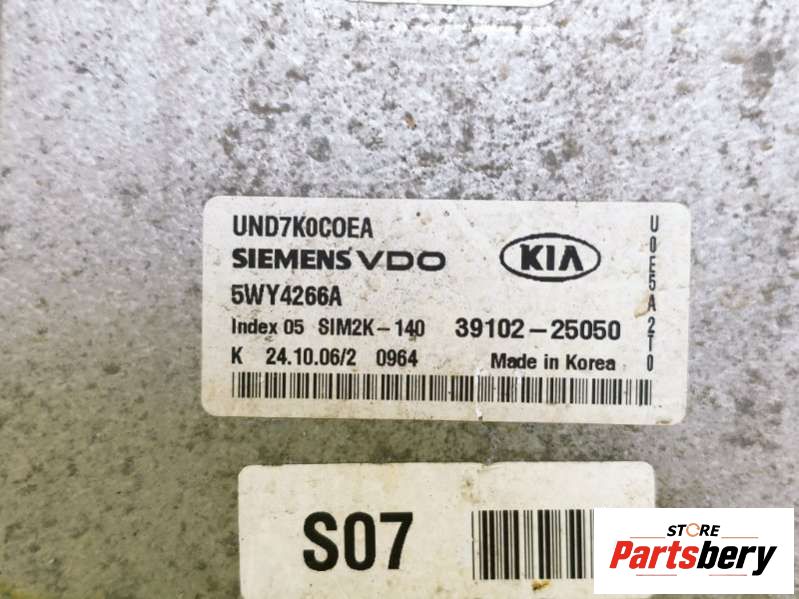 UND7K0C0EA
SIEMENS VDO
KIA
5WY4266A
Index 05 SIM2K-140 39102-25050
K 24.10.06/2 0964 Made in Korea
U0E5A2T0
S07
STORE
Partsbery